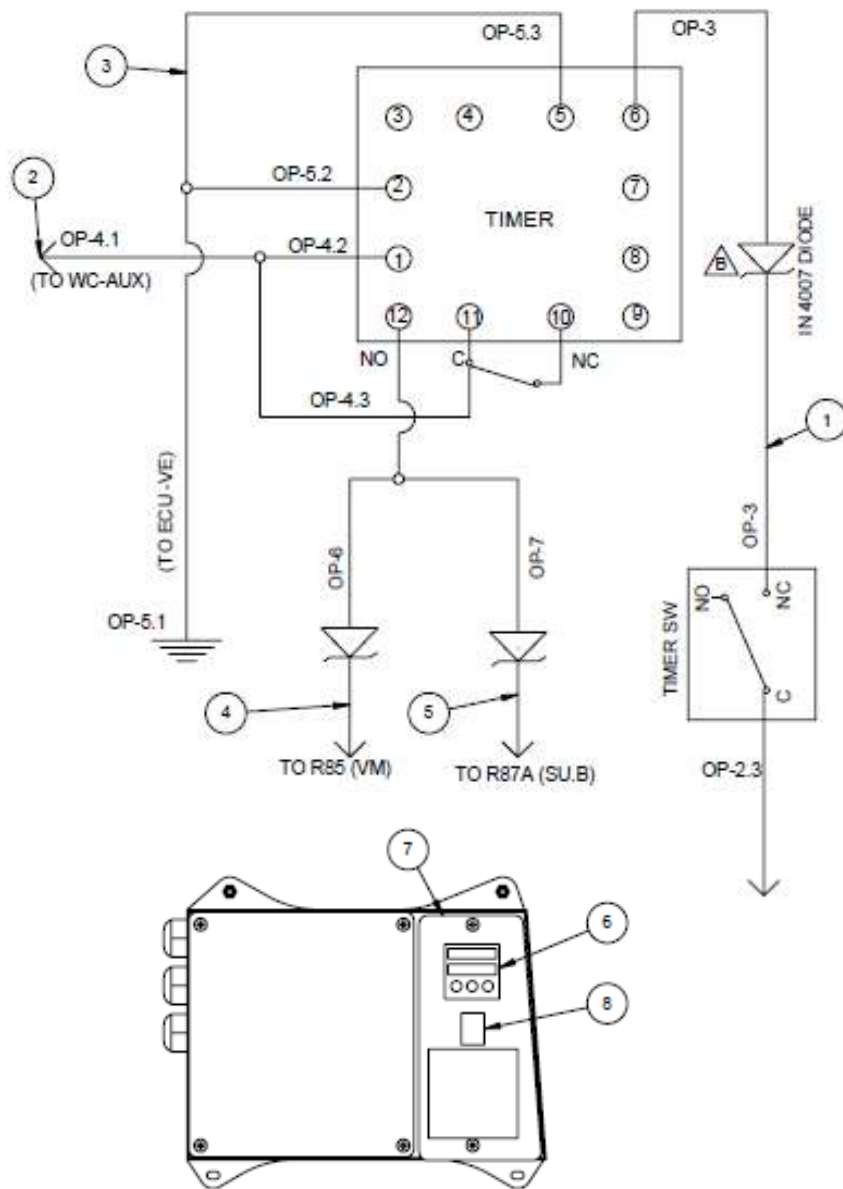 OP-5.3
OP-3
3
3
4
5
6
2
OP-5.2
2
7
TIMER
OP-4.1
OP-4.2
1
8
B
IN 4007 DIODE
(TO WC-AUX)
12
11
10
9
NO
C
NC
OP-4.3
1
(TO ECU -VE)
OP-6
OP-7
OP-3
OP-5.1
TIMER SW
NO
NC
C
4
5
TO R85 (VM)
TO R87A (SU.B)
OP-2.3
7
6
8